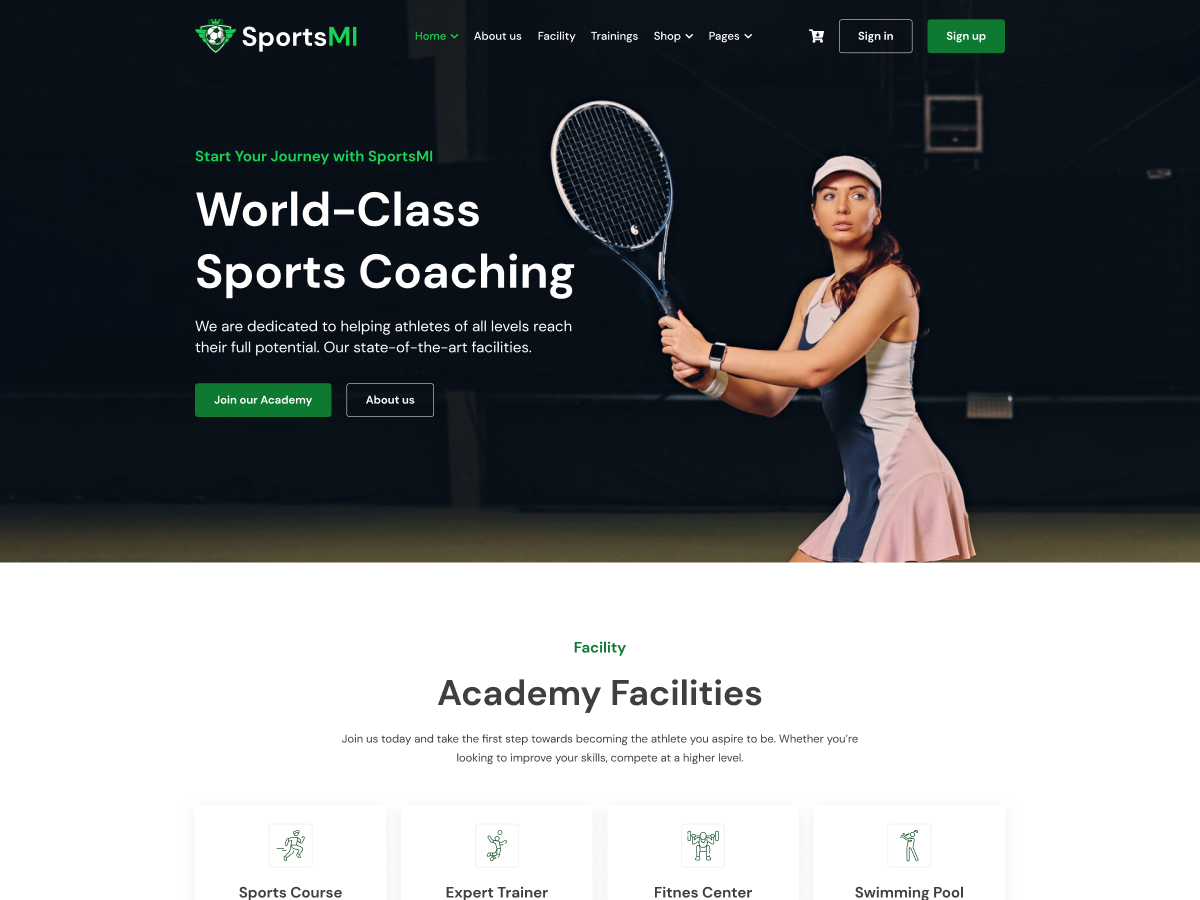 SportsMI
Home
About us
Facility
Trainings
Shop
Pages
Sign in
Sign up
Start Your Journey with SportsMI
World-Class
Sports Coaching
We are dedicated to helping athletes of all levels reach
their full potential. Our state-of-the-art facilities.
Join our Academy
About us
Facility
Academy Facilities
Join us today and take the first step towards becoming the athlete you aspire to be. Whether you’re
looking to improve your skills, compete at a higher level.
Sports Course
Expert Trainer
Fitnes Center
Swimming Pool